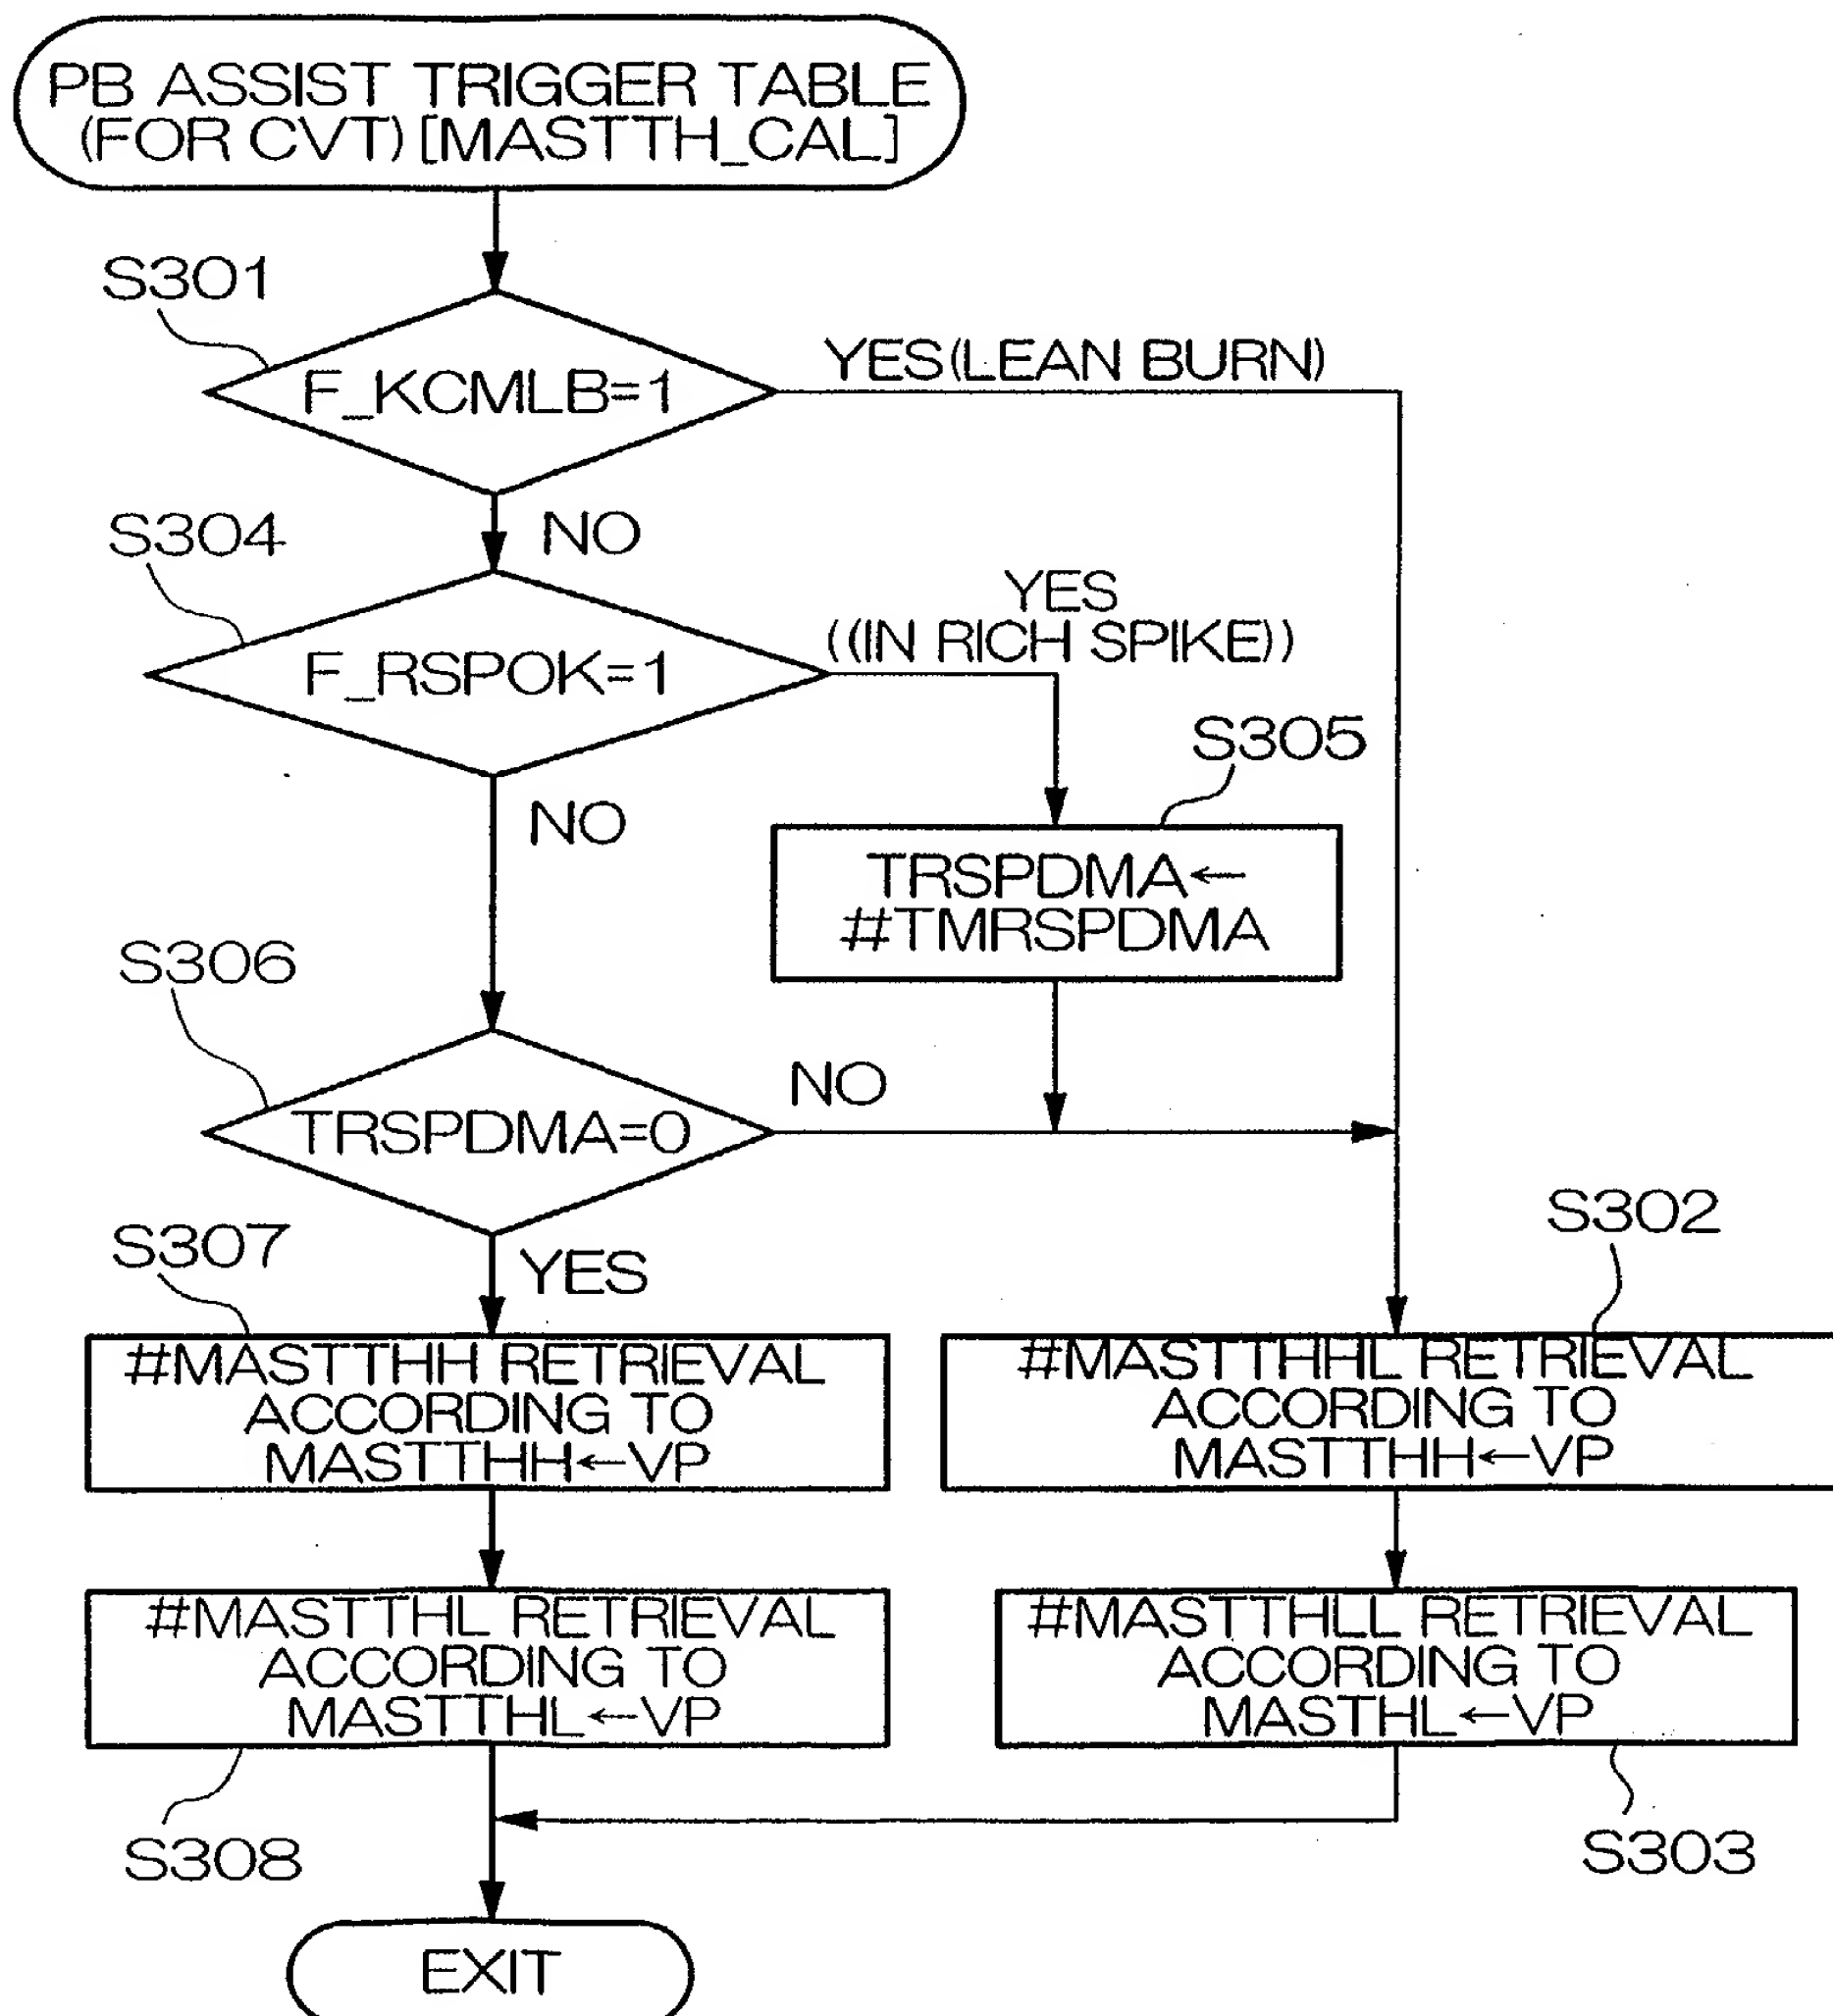 PB ASSIST TRIGGER TABLE
(FOR CVT) [MASTTH_CAL]
S301
F_KCMLB=1
YES(LEAN BURN)
NO
S304
F_RSPOK=1
YES
((IN RICH SPIKE))
NO
S305
TRSPDMA←
#TMRSPDMA
S306
TRSPDMA=0
NO
YES
S307
#MASTTHH RETRIEVAL
ACCORDING TO
MASTTHH←VP
S302
#MASTTHHL RETRIEVAL
ACCORDING TO
MASTTHH←VP
#MASTTHL RETRIEVAL
ACCORDING TO
MASTTHL←VP
S308
#MASTTHLL RETRIEVAL
ACCORDING TO
MASTHL←VP
S303
EXIT